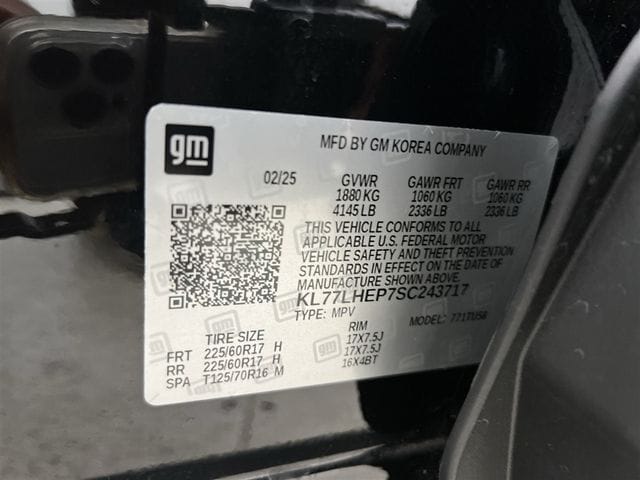 gm
MFD BY GM KOREA COMPANY
02/25 GVWR GAWR FRT GAWR RR
1880 KG 1060 KG 1060 KG
4145 LB 2336 LB 2336 LB
THIS VEHICLE CONFORMS TO ALL
APPLICABLE U.S. FEDERAL MOTOR
VEHICLE SAFETY AND THEFT PREVENTION
STANDARDS IN EFFECT ON THE DATE OF
MANUFACTURE SHOWN ABOVE.
KL77LHEP7SC243717
TYPE: MPV MODEL: 7Z1TU58
TIRE SIZE RIM
FRT 225/60R17 H 17X7.5J
RR 225/60R17 H 17X7.5J
SPA T125/70R16 M 16X4BT